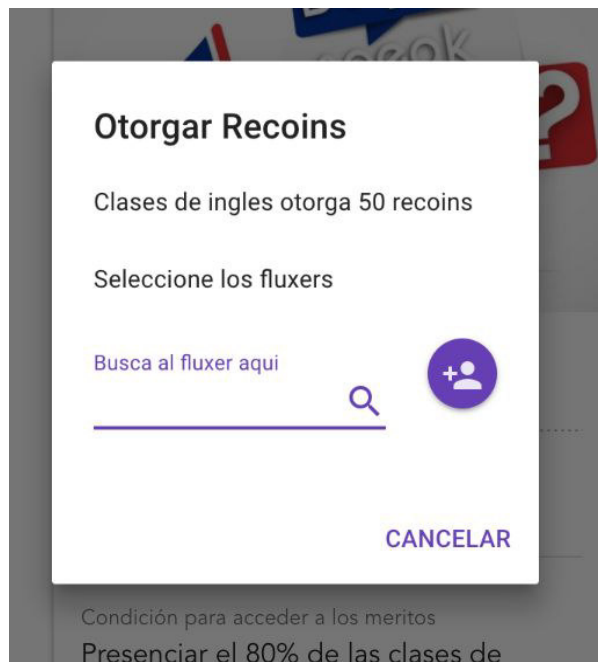 Otorgar Recoins
Clases de ingles otorga 50 recoins
Seleccione los fluxers
Busca al fluxer aqui
CANCELAR
Condición para acceder a los meritos
Presenciar el 80% de las clases de